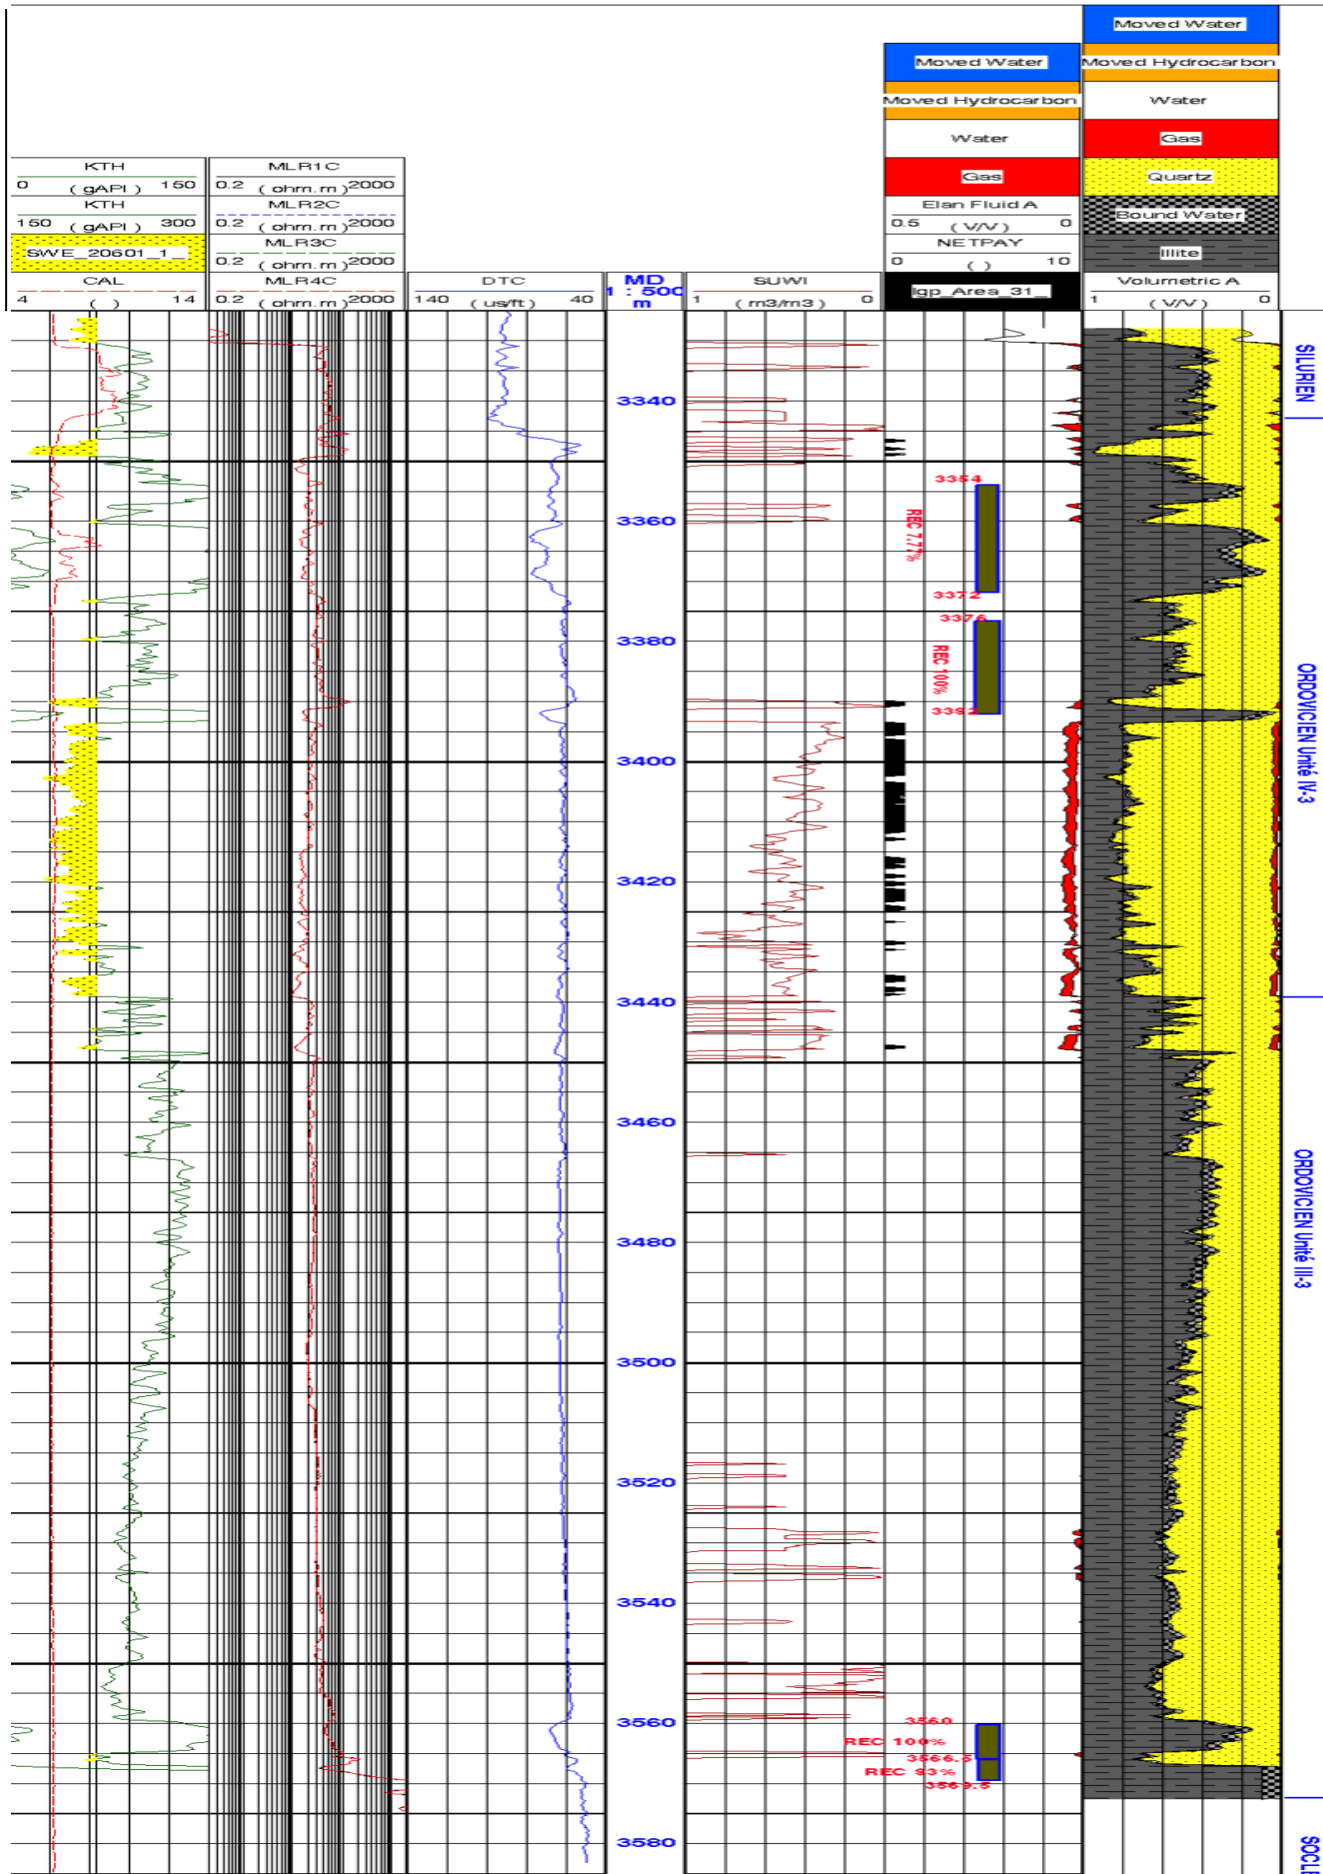 Moved Water
Moved Hydrocarbon
Water
Gas
Quartz
Bound Water
Illite
Volumetric A
1 ( V/V ) 0
Moved Water
Moved Hydrocarbon
Water
Gas
Elan Fluid A
0.5 ( V/V ) 0
NETPAY
0 ( ) 10
lgp_Area_31_
KTH
0 ( gAPI ) 150
KTH
150 ( gAPI ) 300
SWE_20601_1_
CAL
4 ( ) 14
MLR1C
0.2 ( ohm.m ) 2000
MLR2C
0.2 ( ohm.m ) 2000
MLR3C
0.2 ( ohm.m ) 2000
MLR4C
0.2 ( ohm.m ) 2000
DTC
140 ( us/ft ) 40
MD
1 : 500
m
SUWI
1 ( m3/m3 ) 0
SILURIEN
3340
3354
3360
REC 7.77%
3372
3376
3380
REC 100%
3392
ORDOVICIEN Unité IV-3
3400
3420
3440
3460
ORDOVICIEN Unité III-3
3480
3500
3520
3540
3560
3560
REC 100%
3566.5
REC 93%
3569.5
3580
SOCLE